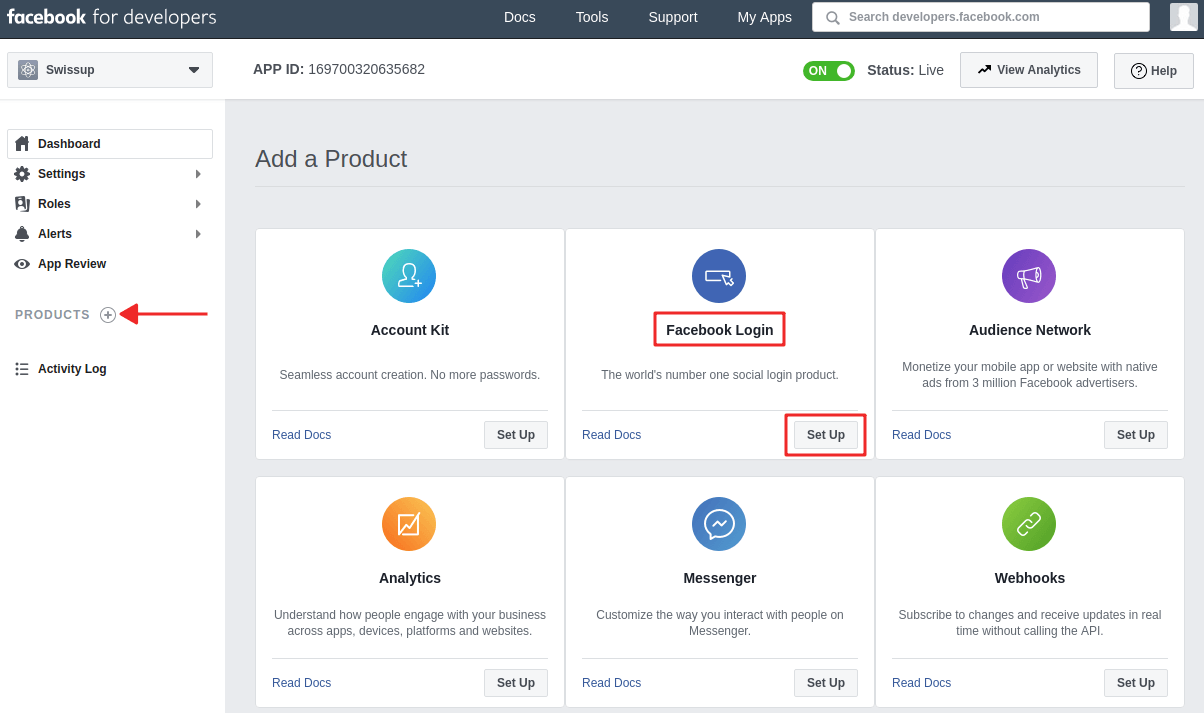 facebook for developers
Docs
Tools
Support
My Apps
Search developers.facebook.com
Swissup
APP ID: 169700320635682
ON
Status: Live
View Analytics
Help
Dashboard
Settings
Roles
Alerts
App Review
PRODUCTS
Activity Log
Add a Product
Account Kit
Seamless account creation. No more passwords.
Read Docs
Set Up
Facebook Login
The world's number one social login product.
Read Docs
Set Up
Audience Network
Monetize your mobile app or website with native
ads from 3 million Facebook advertisers.
Read Docs
Set Up
Analytics
Understand how people engage with your business
across apps, devices, platforms and websites.
Read Docs
Set Up
Messenger
Customize the way you interact with people on
Messenger.
Read Docs
Set Up
Webhooks
Subscribe to changes and receive updates in real
time without calling the API.
Read Docs
Set Up